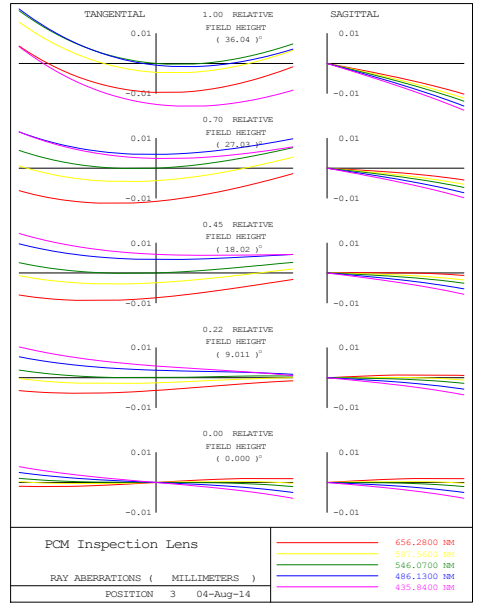 TANGENTIAL 1.00 RELATIVE SAGITTAL
FIELD HEIGHT
( 36.04 )°
0.01 0.01
-0.01 -0.01
0.70 RELATIVE
FIELD HEIGHT
( 27.03 )°
0.01 0.01
-0.01 -0.01
0.45 RELATIVE
FIELD HEIGHT
( 18.02 )°
0.01 0.01
-0.01 -0.01
0.22 RELATIVE
FIELD HEIGHT
( 9.011 )°
0.01 0.01
-0.01 -0.01
0.00 RELATIVE
FIELD HEIGHT
( 0.000 )°
0.01 0.01
-0.01 -0.01
PCM Inspection Lens
RAY ABERRATIONS ( MILLIMETERS )
POSITION 3 04-Aug-14
656.2800 NM
NM
546.0700 NM
486.1300 NM
435.8400 NM